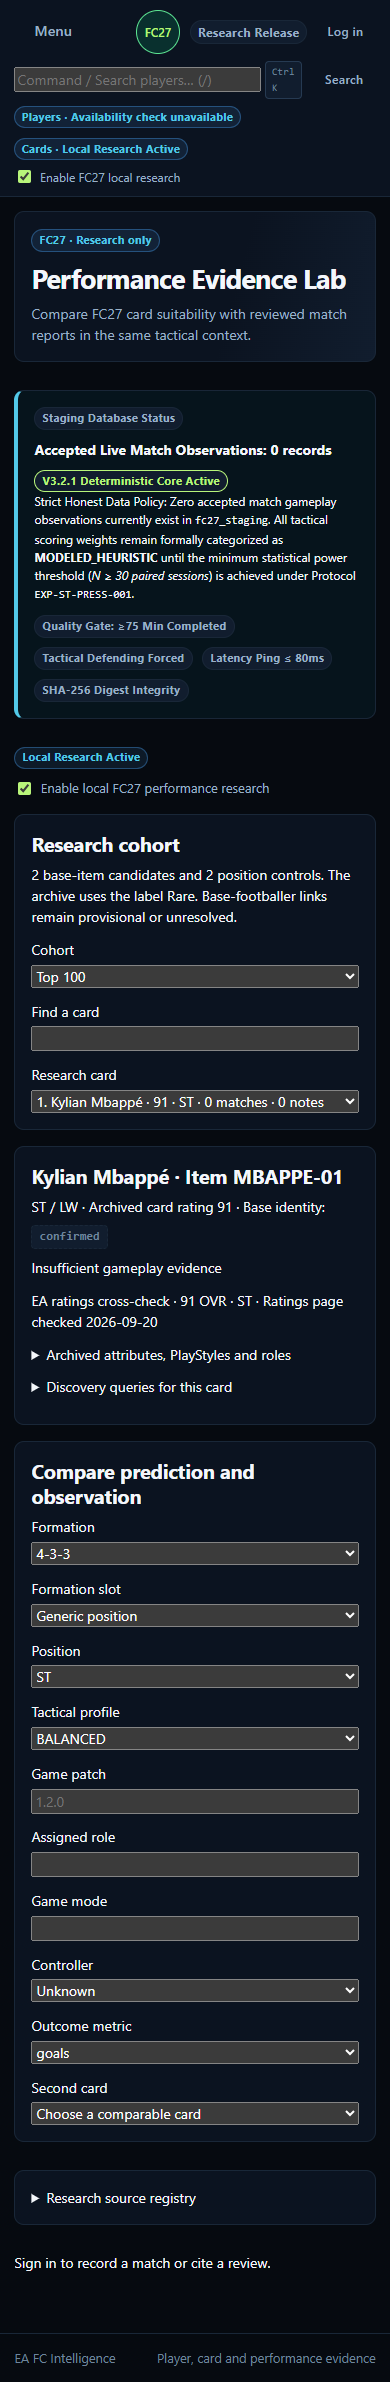 Menu
FC27
Research Release
Log in
Command / Search players... (/)
Ctrl
K
Search
Players · Availability check unavailable
Cards · Local Research Active
Enable FC27 local research
FC27 · Research only
Performance Evidence Lab
Compare FC27 card suitability with reviewed match
reports in the same tactical context.
Staging Database Status
Accepted Live Match Observations: 0 records
V3.2.1 Deterministic Core Active
Strict Honest Data Policy: Zero accepted match gameplay
observations currently exist in fc27_staging. All tactical
scoring weights remain formally categorized as
MODELED_HEURISTIC until the minimum statistical power
threshold (N ≥ 30 paired sessions) is achieved under Protocol
EXP-ST-PRESS-001.
Quality Gate: ≥75 Min Completed
Tactical Defending Forced
Latency Ping ≤ 80ms
SHA-256 Digest Integrity
Local Research Active
Enable local FC27 performance research
Research cohort
2 base-item candidates and 2 position controls. The
archive uses the label Rare. Base-footballer links
remain provisional or unresolved.
Cohort
Top 100
Find a card
Research card
1. Kylian Mbappé · 91 · ST · 0 matches · 0 notes
Kylian Mbappé · Item MBAPPE-01
ST / LW · Archived card rating 91 · Base identity:
confirmed
Insufficient gameplay evidence
EA ratings cross-check · 91 OVR · ST · Ratings page
checked 2026-09-20
Archived attributes, PlayStyles and roles
Discovery queries for this card
Compare prediction and
observation
Formation
4-3-3
Formation slot
Generic position
Position
ST
Tactical profile
BALANCED
Game patch
1.2.0
Assigned role
Game mode
Controller
Unknown
Outcome metric
goals
Second card
Choose a comparable card
Research source registry
Sign in to record a match or cite a review.
EA FC Intelligence
Player, card and performance evidence